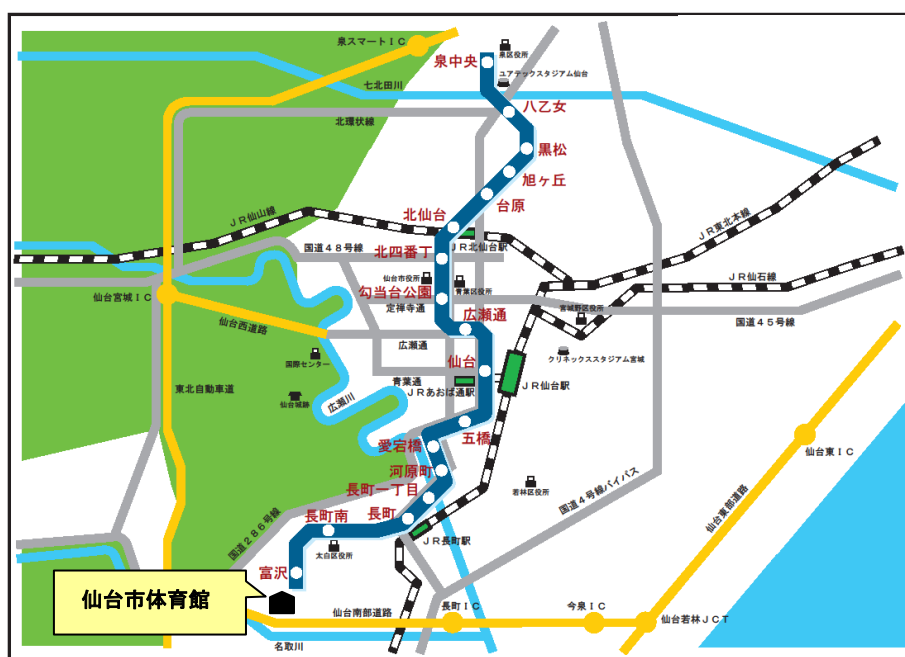 泉スマートＩＣ
泉中央
泉区役所
ユアテックスタジアム仙台
七北田川
八乙女
北環状線
黒松
旭ヶ丘
台原
ＪＲ仙山線
北仙台
ＪＲ北仙台駅
ＪＲ東北本線
国道４８号線
北四番丁
仙台市役所
青葉区役所
ＪＲ仙石線
仙台宮城ＩＣ
勾当台公園
定禅寺通
宮城野区役所
国道４５号線
仙台西道路
広瀬通
広瀬通
国際センター
仙台
クリネックススタジアム宮城
東北自動車道
青葉通
ＪＲあおば通駅
ＪＲ仙台駅
仙台城跡
広瀬川
五橋
愛宕橋
仙台東ＩＣ
河原町
若林区役所
国道４号線バイパス
長町一丁目
仙台東部道路
国道２８６号線
長町南
長町
ＪＲ長町駅
太白区役所
富沢
仙台市体育館
仙台南部道路
長町ＩＣ
今泉ＩＣ
仙台若林ＪＣＴ
名取川